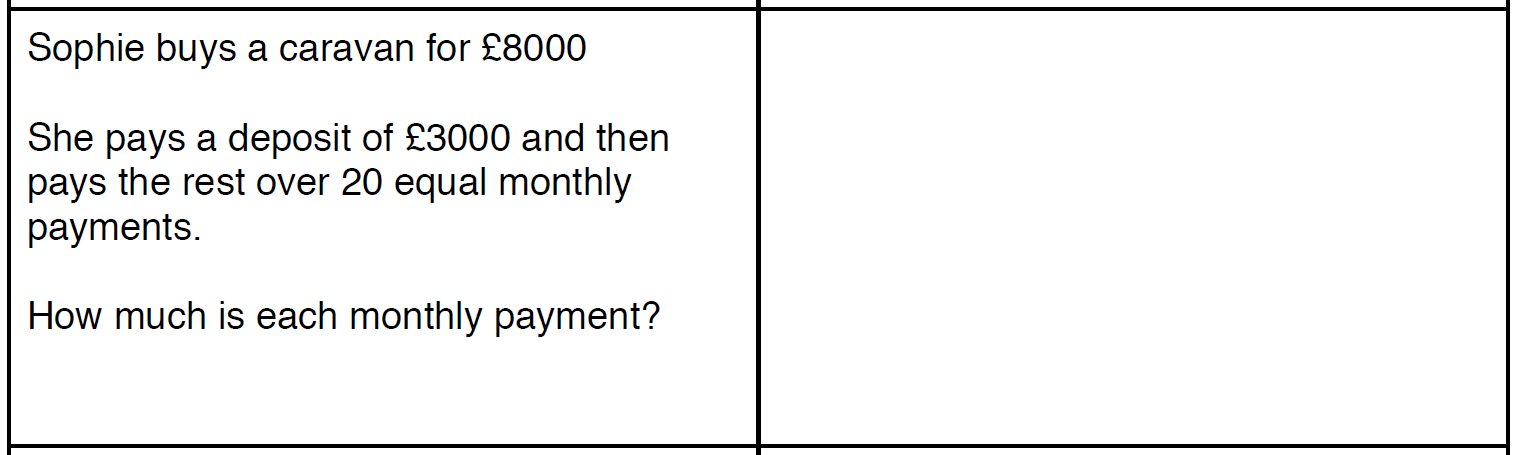 Sophie buys a caravan for £8000
She pays a deposit of £3000 and then
pays the rest over 20 equal monthly
payments.
How much is each monthly payment?